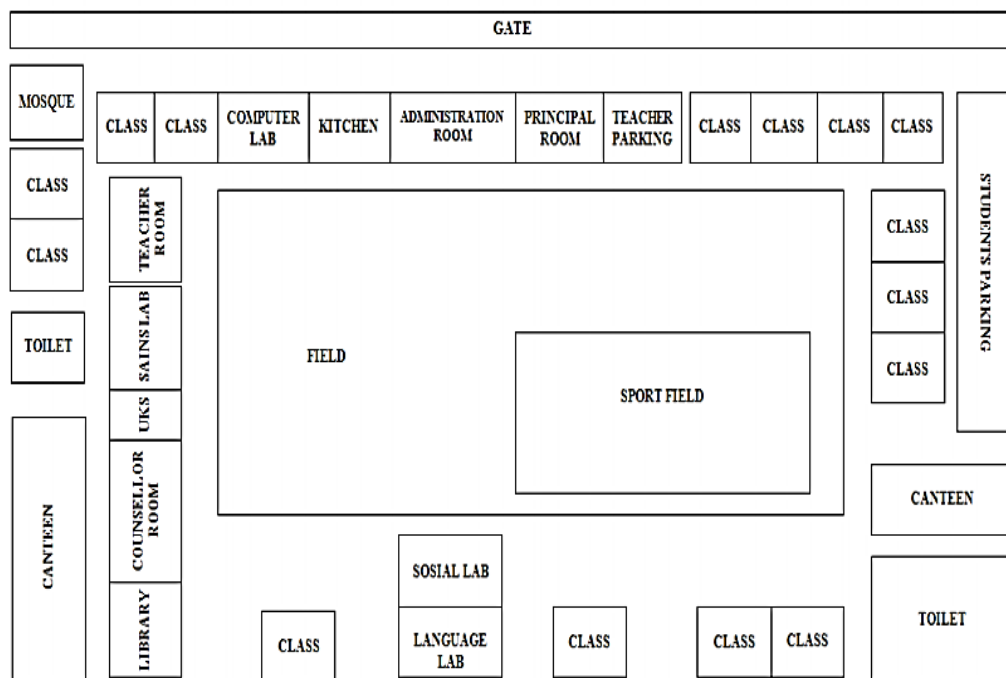 GATE
MOSQUE
CLASS
CLASS
COMPUTER
LAB
KITCHEN
ADMINISTRATION
ROOM
PRINCIPAL
ROOM
TEACHER
PARKING
CLASS
CLASS
CLASS
CLASS
CLASS
CLASS
TEACHER
ROOM
STUDENTS PARKING
CLASS
CLASS
CLASS
TOILET
SAINS LAB
FIELD
SPORT FIELD
UKS
CANTEEN
COUNSELLOR
ROOM
CANTEEN
SOSIAL LAB
LIBRARY
CLASS
LANGUAGE
LAB
CLASS
CLASS
CLASS
TOILET